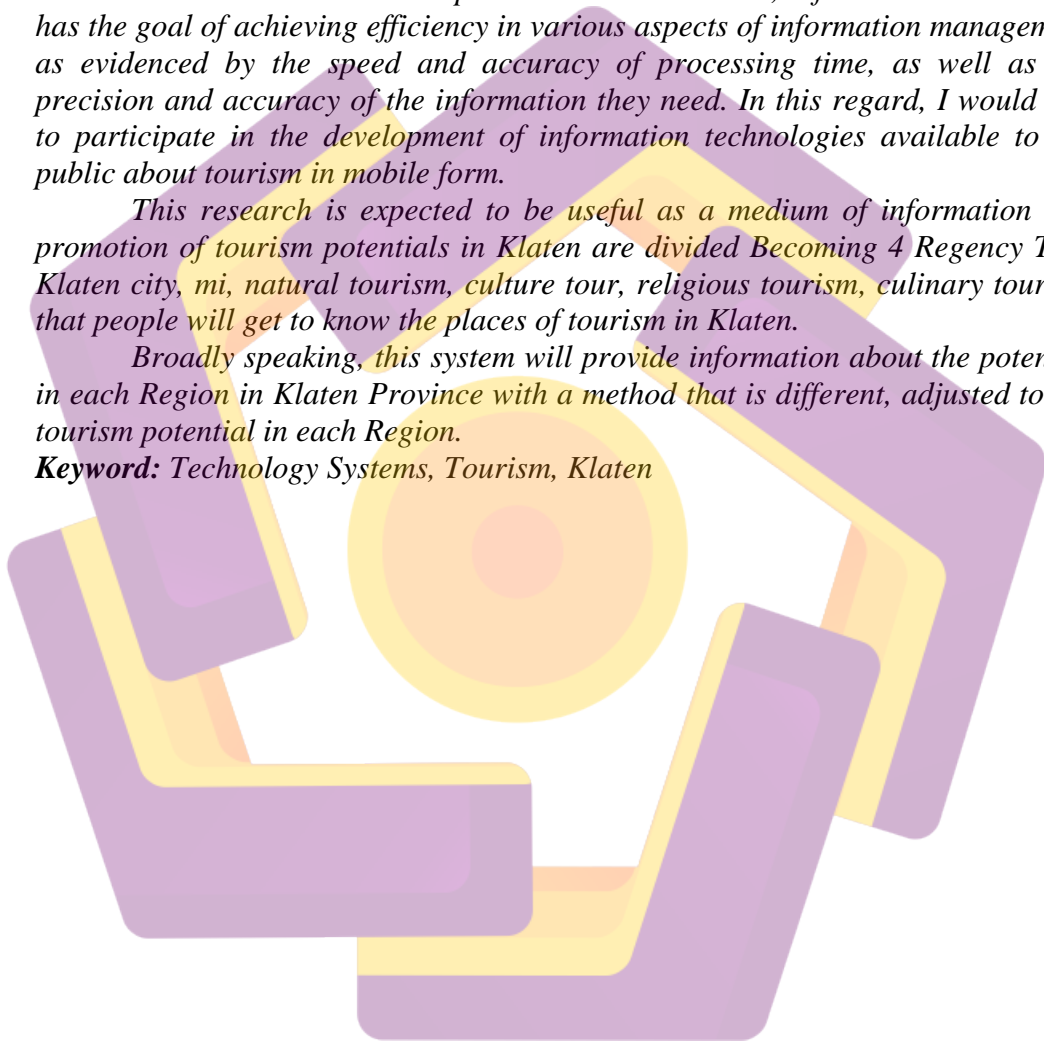 has the goal of achieving efficiency in various aspects of information managem
as evidenced by the speed and accuracy of processing time, as well as
precision and accuracy of the information they need. In this regard, I would
to participate in the development of information technologies available to
public about tourism in mobile form.
This research is expected to be useful as a medium of information
promotion of tourism potentials in Klaten are divided Becoming 4 Regency T
Klaten city, mi, natural tourism, culture tour, religious tourism, culinary tour
that people will get to know the places of tourism in Klaten.
Broadly speaking, this system will provide information about the poten
in each Region in Klaten Province with a method that is different, adjusted to
tourism potential in each Region.
Keyword: Technology Systems, Tourism, Klaten